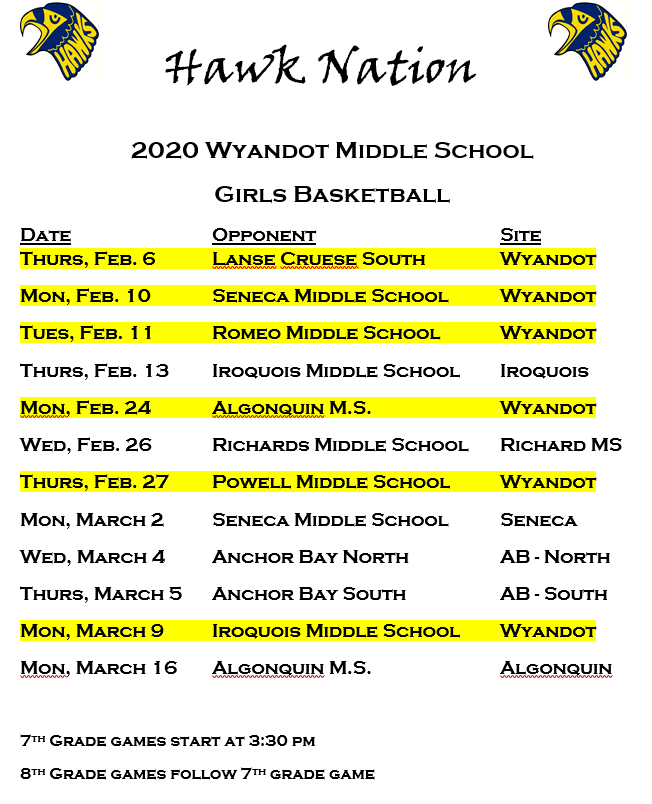 HAWKS HAWKS
Hawk Nation
2020 Wyandot Middle School
Girls Basketball
Date Opponent Site
Thurs, Feb. 6 Lanse Cruese South Wyandot
Mon, Feb. 10 Seneca Middle School Wyandot
Tues, Feb. 11 Romeo Middle School Wyandot
Thurs, Feb. 13 Iroquois Middle School Iroquois
Mon, Feb. 24 Algonquin M.S. Wyandot
Wed, Feb. 26 Richards Middle School Richard MS
Thurs, Feb. 27 Powell Middle School Wyandot
Mon, March 2 Seneca Middle School Seneca
Wed, March 4 Anchor Bay North AB - North
Thurs, March 5 Anchor Bay South AB - South
Mon, March 9 Iroquois Middle School Wyandot
Mon, March 16 Algonquin M.S. Algonquin
7th Grade games start at 3:30 pm
8th Grade games follow 7th grade game